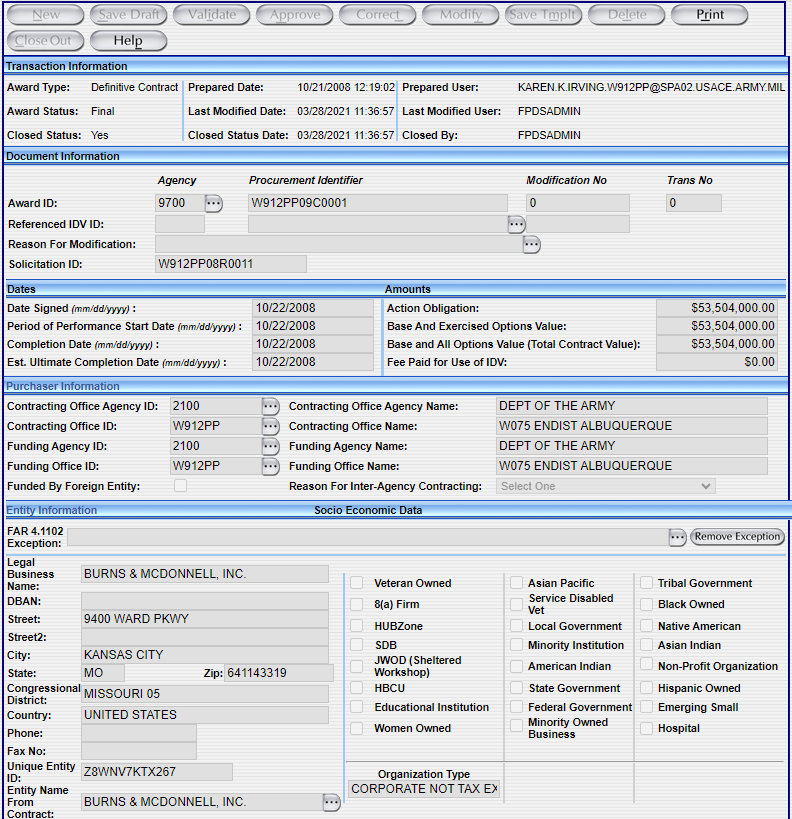 New Save Draft Validate Approve Correct Modify Save Tmplt Delete Print
Close Out Help
Transaction Information
Award Type: Definitive Contract Prepared Date: 10/21/2008 12:19:02 Prepared User: KAREN.K.IRVING.W912PP@SPA02.USACE.ARMY.MIL
Award Status: Final Last Modified Date: 03/28/2021 11:36:57 Last Modified User: FPDSADMIN
Closed Status: Yes Closed Status Date: 03/28/2021 11:36:57 Closed By: FPDSADMIN
Document Information
Agency Procurement Identifier Modification No Trans No
Award ID: 9700 ... W912PP09C0001 0 0
Referenced IDV ID: ...
Reason For Modification: ...
Solicitation ID: W912PP08R0011
Dates Amounts
Date Signed (mm/dd/yyyy) : 10/22/2008 Action Obligation: $53,504,000.00
Period of Performance Start Date (mm/dd/yyyy) : 10/22/2008 Base And Exercised Options Value: $53,504,000.00
Completion Date (mm/dd/yyyy) : 10/22/2008 Base and All Options Value (Total Contract Value): $53,504,000.00
Est. Ultimate Completion Date (mm/dd/yyyy) : 10/22/2008 Fee Paid for Use of IDV: $0.00
Purchaser Information
Contracting Office Agency ID: 2100 ... Contracting Office Agency Name: DEPT OF THE ARMY
Contracting Office ID: W912PP ... Contracting Office Name: W075 ENDIST ALBUQUERQUE
Funding Agency ID: 2100 ... Funding Agency Name: DEPT OF THE ARMY
Funding Office ID: W912PP ... Funding Office Name: W075 ENDIST ALBUQUERQUE
Funded By Foreign Entity: Reason For Inter-Agency Contracting: Select One
Entity Information Socio Economic Data
FAR 4.1102
Exception: ... Remove Exception
Legal
Business
Name: BURNS & MCDONNELL, INC.
DBAN:
Street: 9400 WARD PKWY
Street2:
City: KANSAS CITY
State: MO Zip: 641143319
Congressional
District: MISSOURI 05
Country: UNITED STATES
Phone:
Fax No:
Unique Entity
ID: Z8WNV7KTX267
Entity Name
From
Contract: BURNS & MCDONNELL, INC. ...
Veteran Owned
8(a) Firm
HUBZone
SDB
JWOD (Sheltered
Workshop)
HBCU
Educational Institution
Women Owned
Asian Pacific
Service Disabled
Vet
Local Government
Minority Institution
American Indian
State Government
Federal Government
Minority Owned
Business
Tribal Government
Black Owned
Native American
Asian Indian
Non-Profit Organization
Hispanic Owned
Emerging Small
Hospital
Organization Type
CORPORATE NOT TAX EX